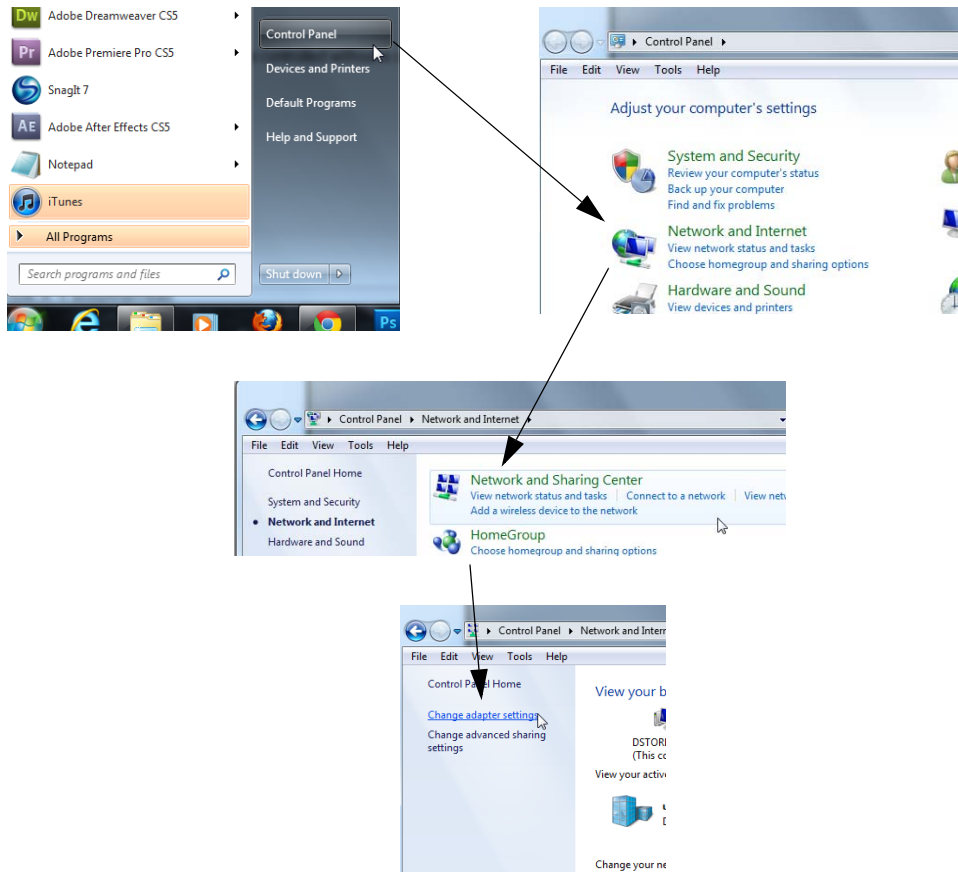 Dw Adobe Dreamweaver CS5
Pr Adobe Premiere Pro CS5
SnagIt 7
AE Adobe After Effects CS5
Notepad
iTunes
All Programs
Search programs and files
Control Panel
Devices and Printers
Default Programs
Help and Support
Shut down
Ps
Control Panel
File Edit View Tools Help
Adjust your computer's settings
System and Security
Review your computer's status
Back up your computer
Find and fix problems
Network and Internet
View network status and tasks
Choose homegroup and sharing options
Hardware and Sound
View devices and printers
Control Panel Network and Internet
File Edit View Tools Help
Control Panel Home
System and Security
Network and Internet
Hardware and Sound
Network and Sharing Center
View network status and tasks Connect to a network View netw
Add a wireless device to the network
HomeGroup
Choose homegroup and sharing options
Control Panel Network and Intern
File Edit View Tools Help
Control Panel Home
Change adapter settings
Change advanced sharing
settings
View your b
DSTOR
(This co
View your activ
Change your ne